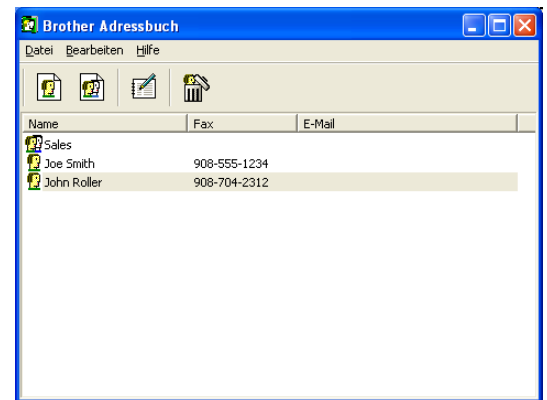 Brother Adressbuch
Datei Bearbeiten Hilfe
Name Fax E-Mail
Sales
Joe Smith 908-555-1234
John Roller 908-704-2312